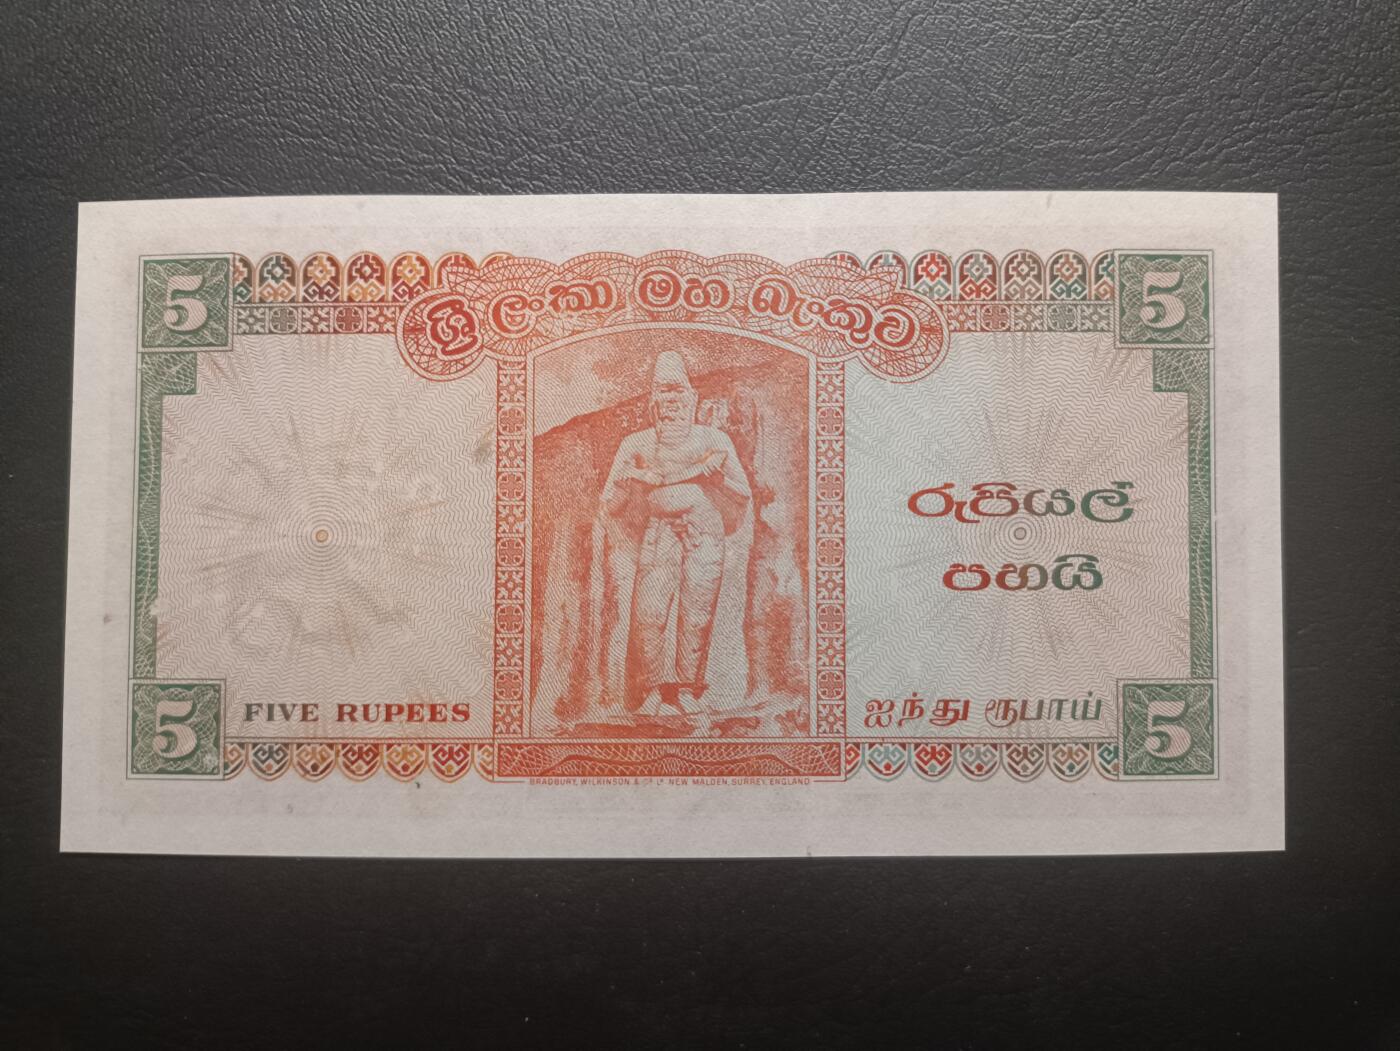 ශ්‍රී ලංකා මහ බැංකුව
5
5
රුපියල්
පහයි
5
FIVE RUPEES
ஐந்து ரூபாய்
5
BRADBURY, WILKINSON & Cº Lᵈ NEW MALDEN, SURREY, ENGLAND